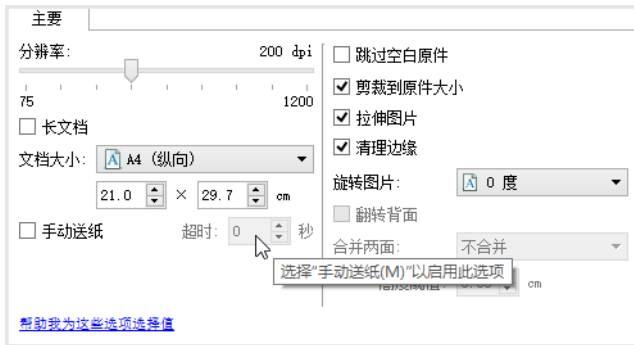 主要
分辨率: 200 dpi
75 1200
长文档
文档大小: A4 (纵向)
21.0 × 29.7 cm
手动送纸 超时: 0 秒
跳过空白原件
剪裁到原件大小
拉伸图片
清理边缘
旋转图片: 0 度
翻转背面
合并两面: 不合并
选择“手动送纸(M)”以启用此选项
cm
帮助我为这些选项选择值